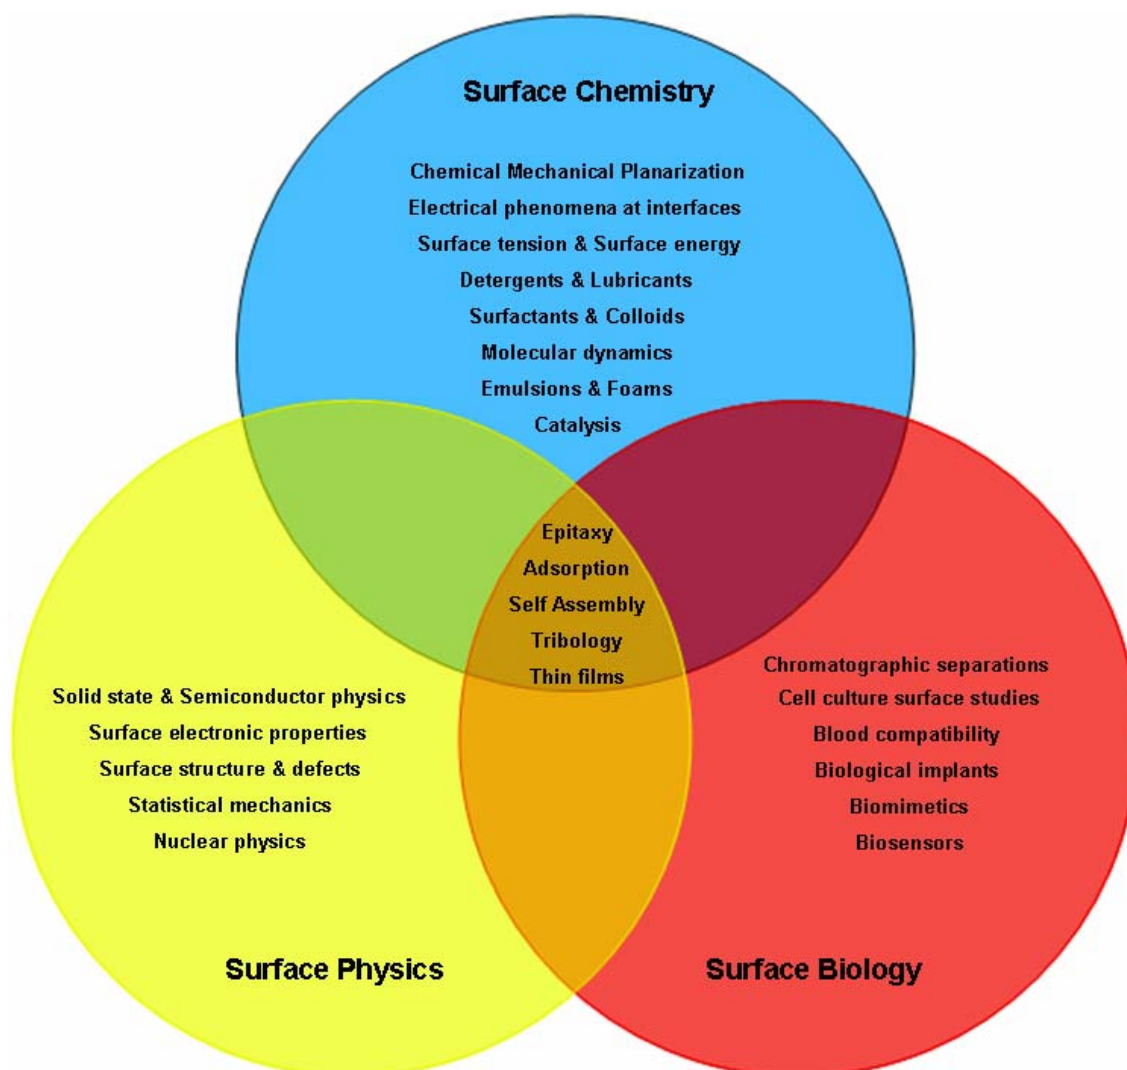 Surface Chemistry
Chemical Mechanical Planarization
Electrical phenomena at interfaces
Surface tension & Surface energy
Detergents & Lubricants
Surfactants & Colloids
Molecular dynamics
Emulsions & Foams
Catalysis
Epitaxy
Adsorption
Self Assembly
Tribology
Thin films
Solid state & Semiconductor physics
Surface electronic properties
Surface structure & defects
Statistical mechanics
Nuclear physics
Surface Physics
Chromatographic separations
Cell culture surface studies
Blood compatibility
Biological implants
Biomimetics
Biosensors
Surface Biology